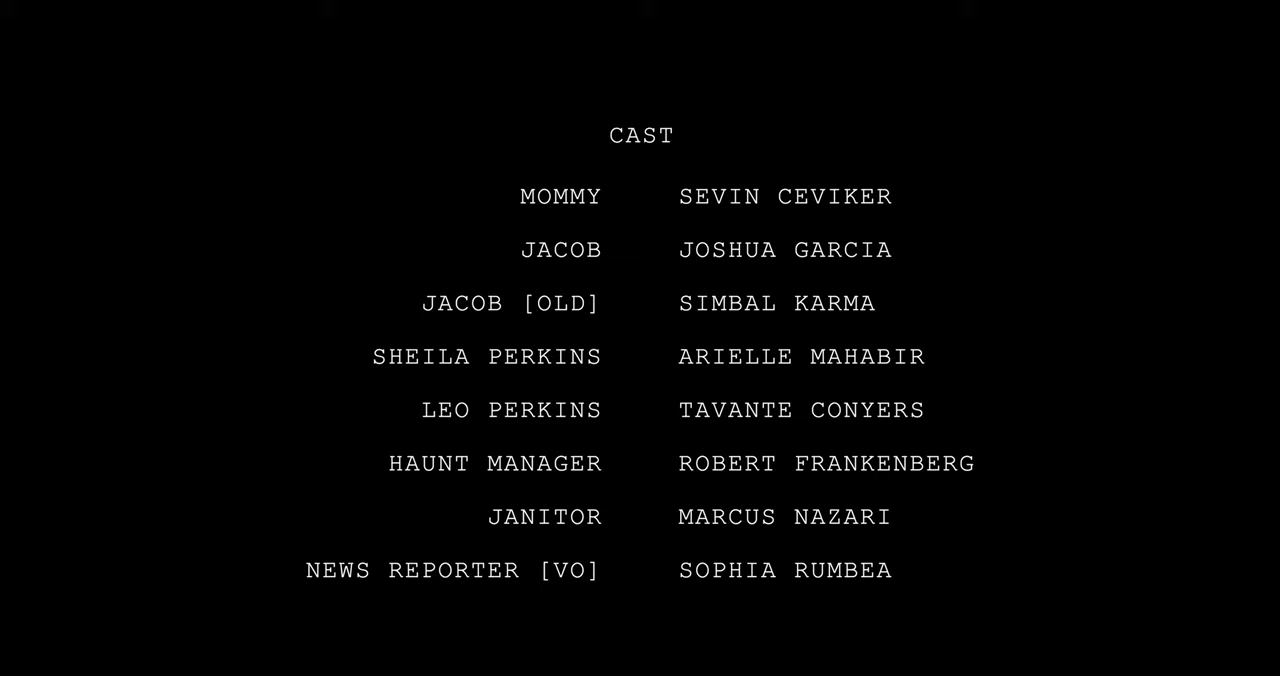 CAST
MOMMY SEVIN CEVIKER
JACOB JOSHUA GARCIA
JACOB [OLD] SIMBAL KARMA
SHEILA PERKINS ARIELLE MAHABIR
LEO PERKINS TAVANTE CONYERS
HAUNT MANAGER ROBERT FRANKENBERG
JANITOR MARCUS NAZARI
NEWS REPORTER [VO] SOPHIA RUMBEA